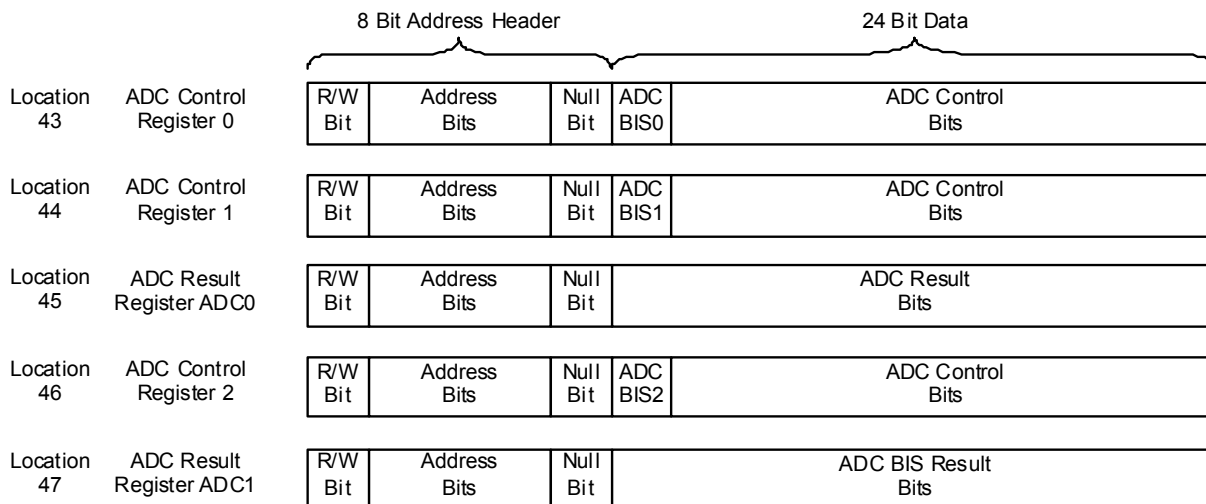 8 Bit Address Header 24 Bit Data
Location ADC Control R/W Address Null ADC ADC Control
43 Register 0 Bit Bits Bit BIS0 Bits
Location ADC Control R/W Address Null ADC ADC Control
44 Register 1 Bit Bits Bit BIS1 Bits
Location ADC Result R/W Address Null ADC Result
45 Register ADC0 Bit Bits Bit Bits
Location ADC Control R/W Address Null ADC ADC Control
46 Register 2 Bit Bits Bit BIS2 Bits
Location ADC Result R/W Address Null ADC BIS Result
47 Register ADC1 Bit Bits Bit Bits